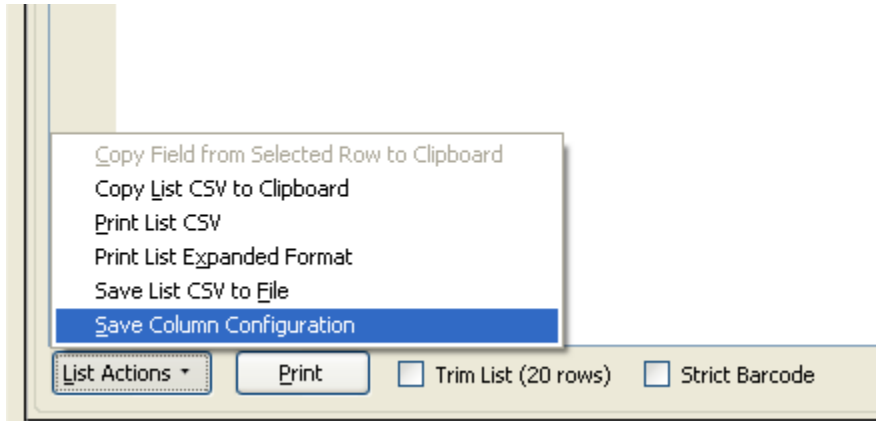 Copy Field from Selected Row to Clipboard
Copy List CSV to Clipboard
Print List CSV
Print List Expanded Format
Save List CSV to File
Save Column Configuration
List Actions Print Trim List (20 rows) Strict Barcode